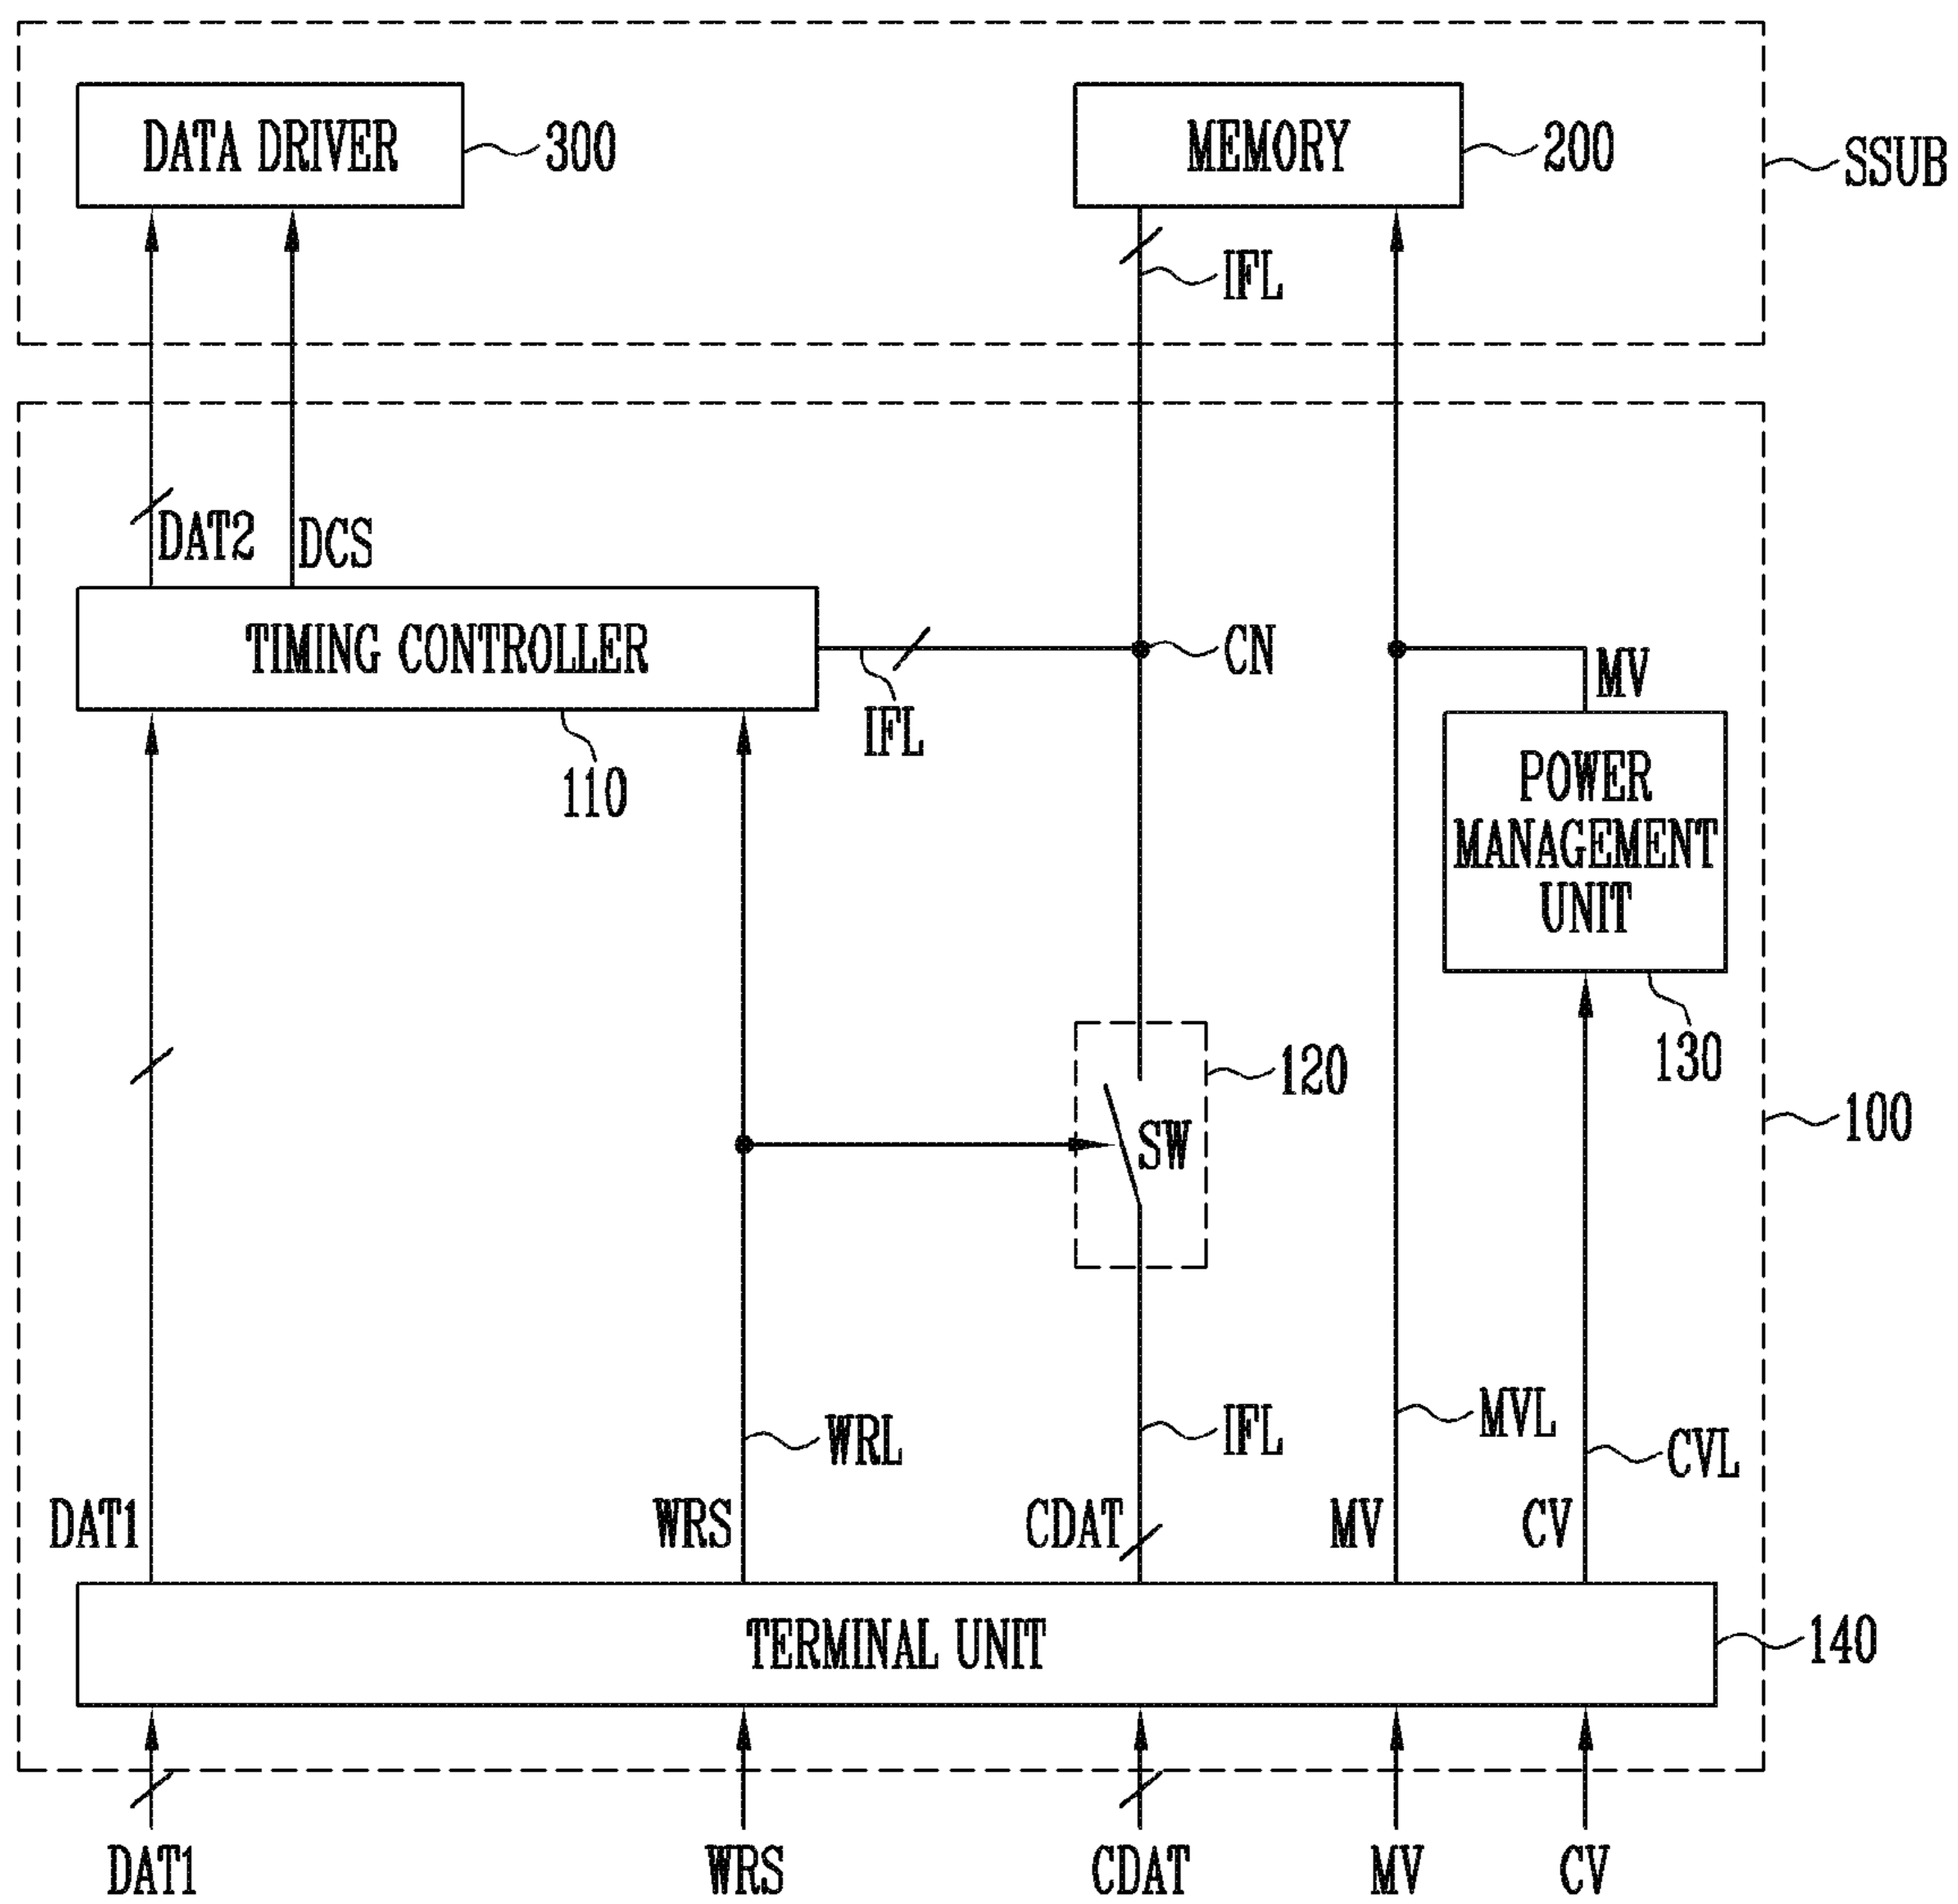 DATA DRIVER
300
MEMORY
200
SSUB
IFL
DAT2
DCS
TIMING CONTROLLER
CN
IFL
MV
110
POWER
MANAGEMENT
UNIT
130
120
SW
100
WRL
IFL
MVL
CVL
DAT1
WRS
CDAT
MV
CV
TERMINAL UNIT
140
DAT1
WRS
CDAT
MV
CV